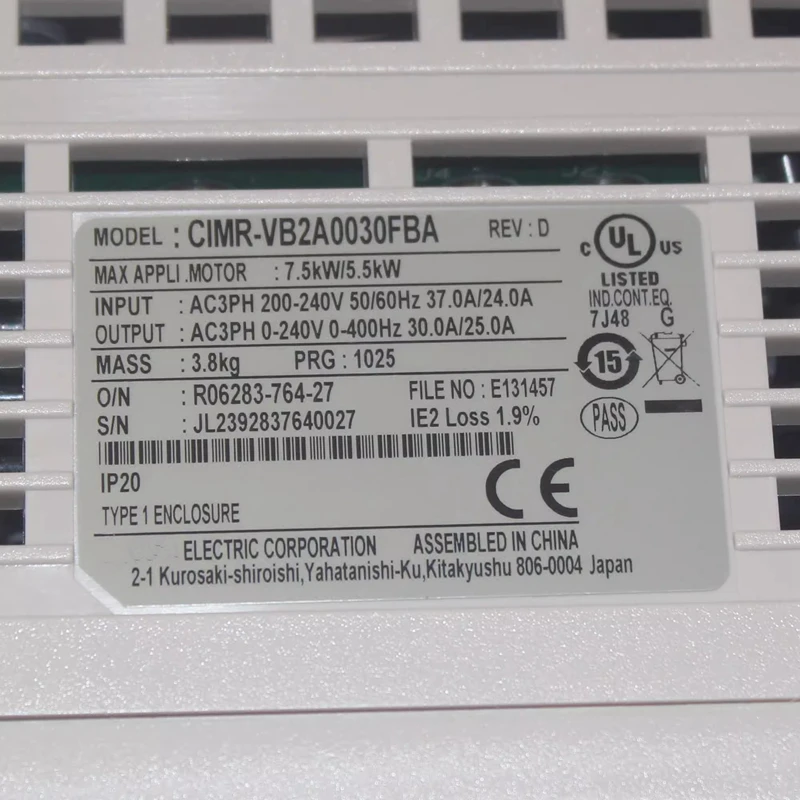 J4 J2
MODEL : CIMR-VB2A0030FBA REV : D
MAX APPLI .MOTOR : 7.5kW/5.5kW
INPUT : AC3PH 200-240V 50/60Hz 37.0A/24.0A
OUTPUT : AC3PH 0-240V 0-400Hz 30.0A/25.0A
MASS : 3.8kg PRG : 1025
O/N : R06283-764-27 FILE NO : E131457
S/N : JL2392837640027 IE2 Loss 1.9%
IP20
TYPE 1 ENCLOSURE
CE
ELECTRIC CORPORATION ASSEMBLED IN CHINA
2-1 Kurosaki-shiroishi,Yahatanishi-Ku,Kitakyushu 806-0004 Japan
C UL US
LISTED
IND.CONT.EQ.
7J48 G
15
PASS